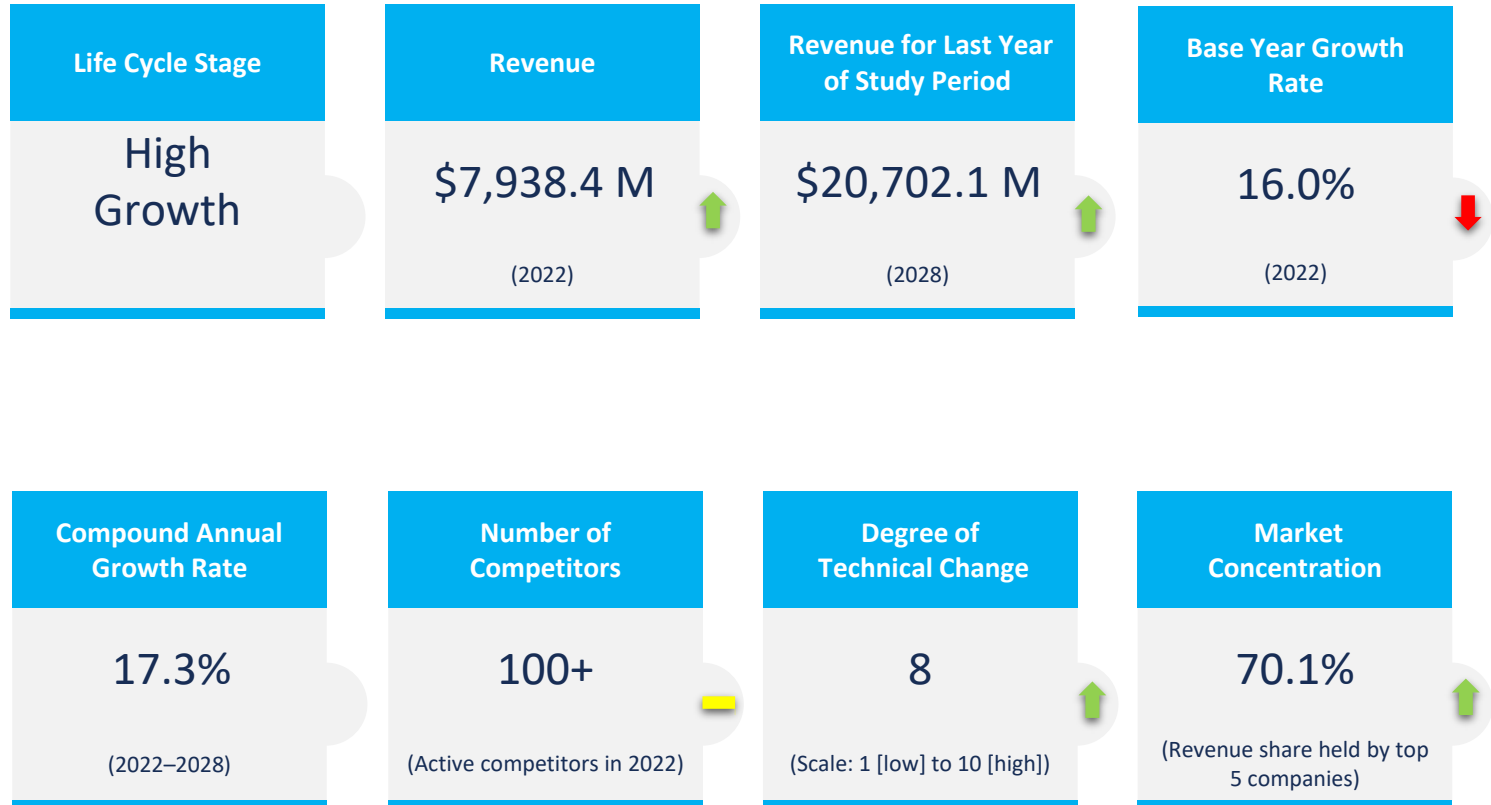 Life Cycle Stage
High
Growth
Revenue
$7,938.4 M
(2022)
Revenue for Last Year
of Study Period
$20,702.1 M
(2028)
Base Year Growth
Rate
16.0%
(2022)
Compound Annual
Growth Rate
17.3%
(2022–2028)
Number of
Competitors
100+
(Active competitors in 2022)
Degree of
Technical Change
8
(Scale: 1 [low] to 10 [high])
Market
Concentration
70.1%
(Revenue share held by top
5 companies)